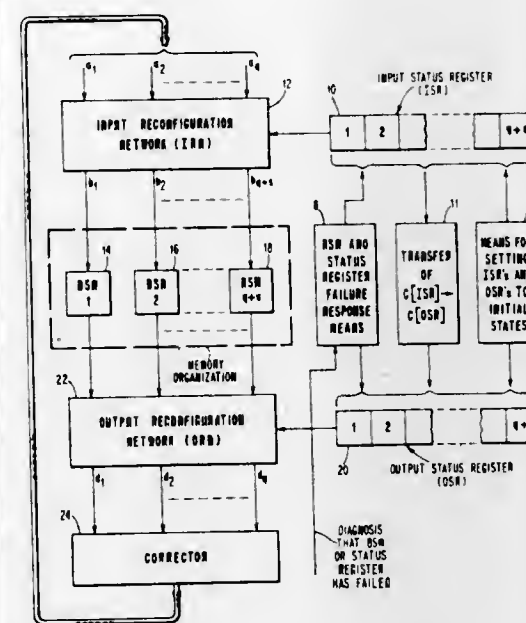 a1 a2 aq
12
INPUT RECONFIGURATION
NETWORK (IRN)
INPUT STATUS REGISTER
(ISR)
10
1 2 q+s
b1 b2 bq+s
14 16 18
BSM
1
BSM
2
BSM
q+s
MEMORY
ORGANIZATION
8
BSM AND
STATUS
REGISTER
FAILURE
RESPONSE
MEANS
11
TRANSFER
OF
C[ISR]→
C[OSR]
MEANS FO
SETTING
ISR's AN
OSR's TO
INITIAL
STATES
22
OUTPUT RECONFIGURATION
NETWORK (ORN)
1 2 q+
20
OUTPUT STATUS REGISTER
(OSR)
d1 d2 dq
24
CORRECTOR
DIAGNOSIS
THAT BSM
OR STATUS
REGISTER
HAS FAILED